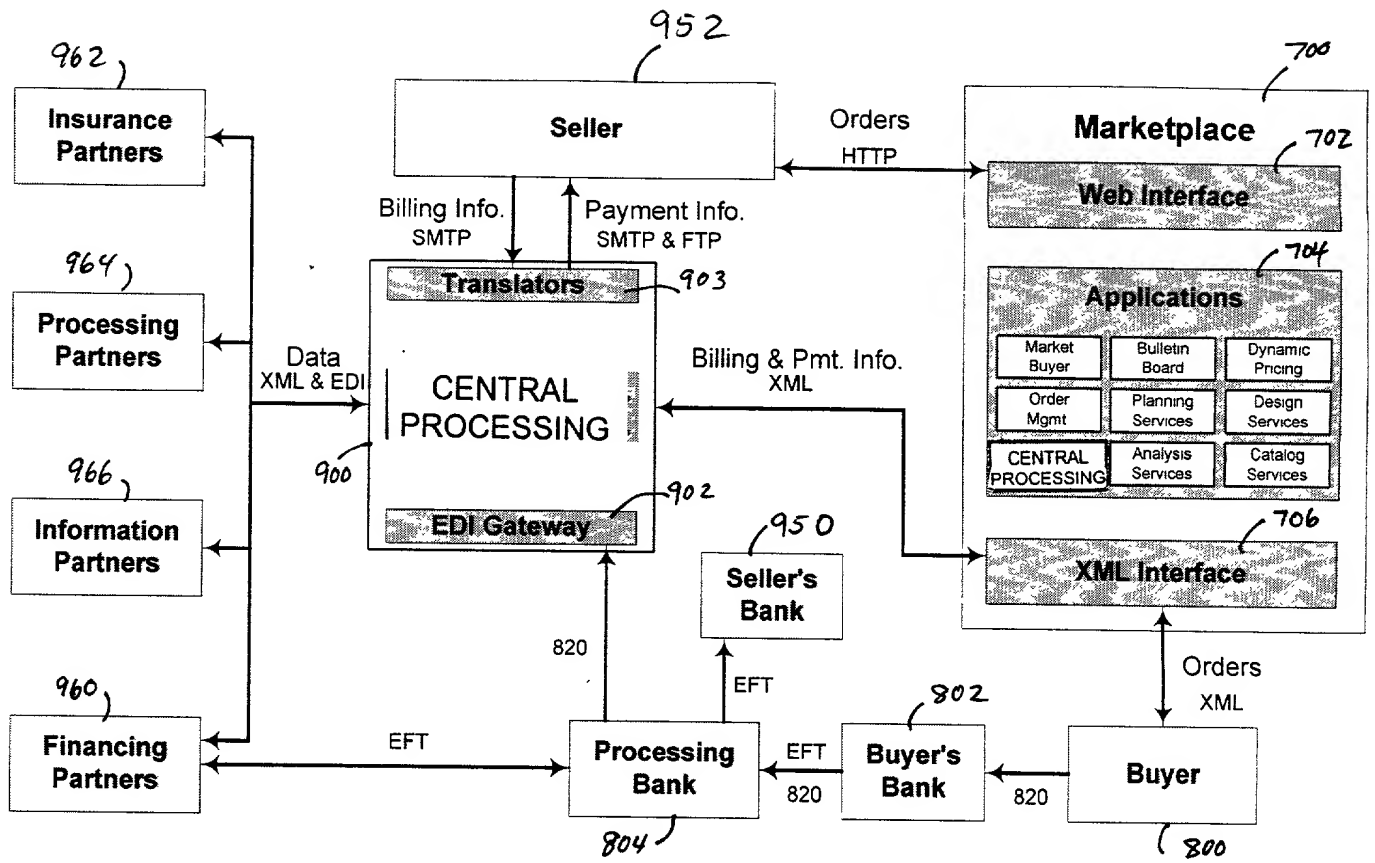 952
962
700
Insurance
Partners
Seller
Orders
HTTP
Marketplace
702
Web Interface
Billing Info.
SMTP
Payment Info.
SMTP & FTP
964
Translators
903
704
Applications
Processing
Partners
Data
XML & EDI
CENTRAL
PROCESSING
Billing & Pmt. Info.
XML
Market
Buyer
Bulletin
Board
Dynamic
Pricing
Order
Mgmt
Planning
Services
Design
Services
CENTRAL
PROCESSING
Analysis
Services
Catalog
Services
900
966
902
EDI Gateway
950
706
XML Interface
Information
Partners
Seller's
Bank
820
EFT
Orders
XML
960
Financing
Partners
EFT
Processing
Bank
804
EFT
820
802
Buyer's
Bank
820
Buyer
800